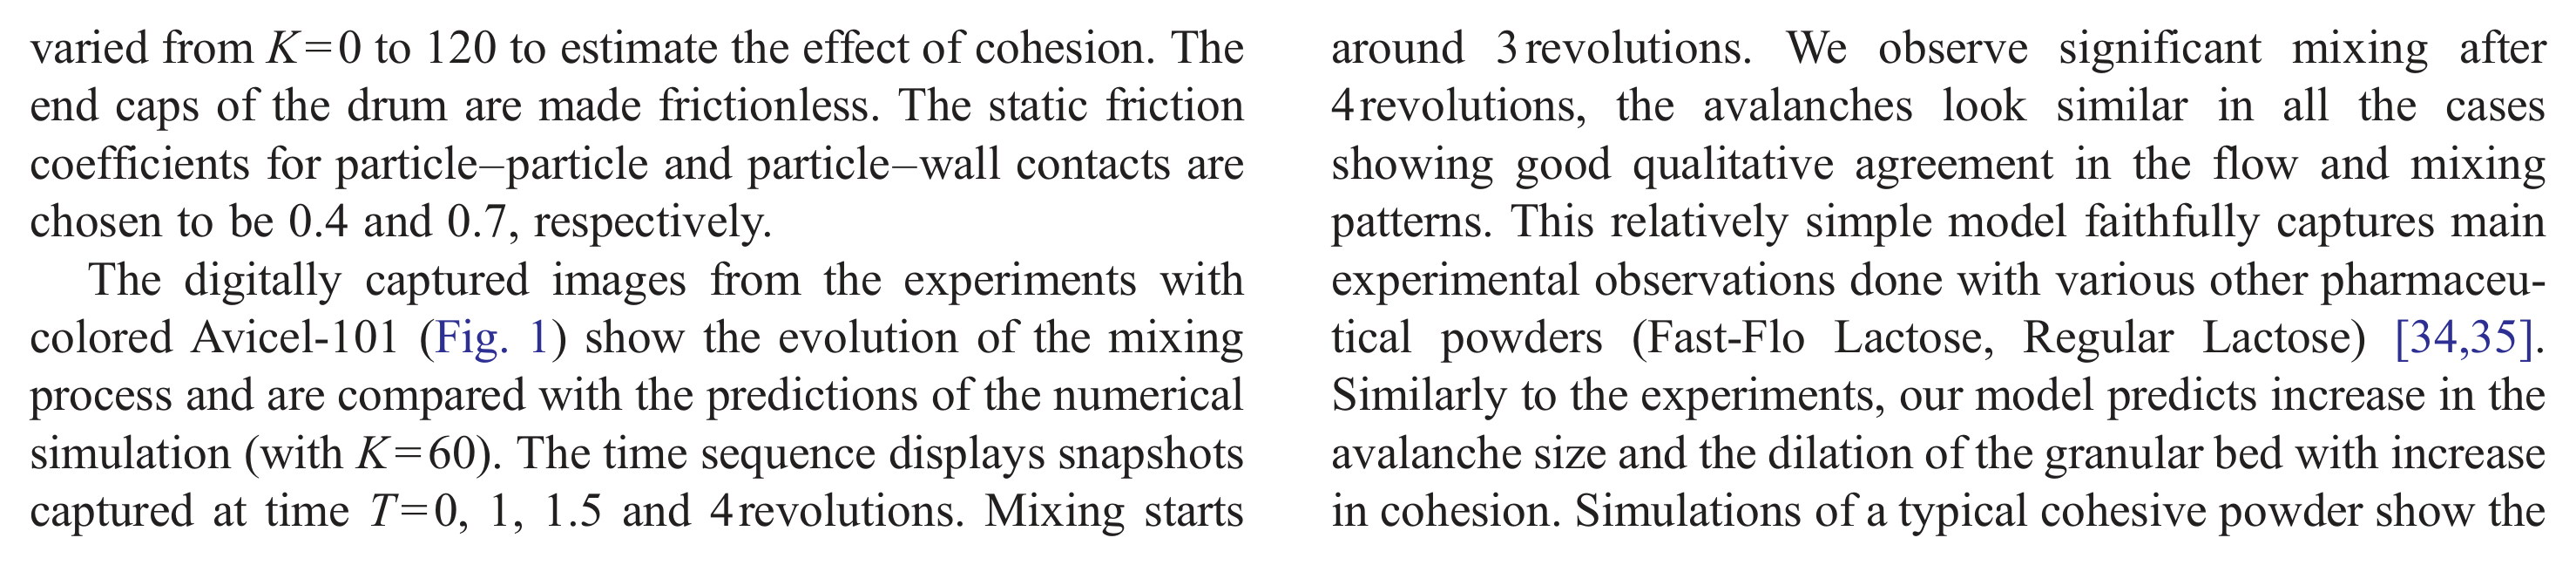 varied from K=0 to 120 to estimate the effect of cohesion. The
end caps of the drum are made frictionless. The static friction
coefficients for particle–particle and particle–wall contacts are
chosen to be 0.4 and 0.7, respectively.
The digitally captured images from the experiments with
colored Avicel-101 (Fig. 1) show the evolution of the mixing
process and are compared with the predictions of the numerical
simulation (with K=60). The time sequence displays snapshots
captured at time T=0, 1, 1.5 and 4 revolutions. Mixing starts
around 3 revolutions. We observe significant mixing after
4 revolutions, the avalanches look similar in all the cases
showing good qualitative agreement in the flow and mixing
patterns. This relatively simple model faithfully captures main
experimental observations done with various other pharmaceu-
tical powders (Fast-Flo Lactose, Regular Lactose) [34,35].
Similarly to the experiments, our model predicts increase in the
avalanche size and the dilation of the granular bed with increase
in cohesion. Simulations of a typical cohesive powder show the